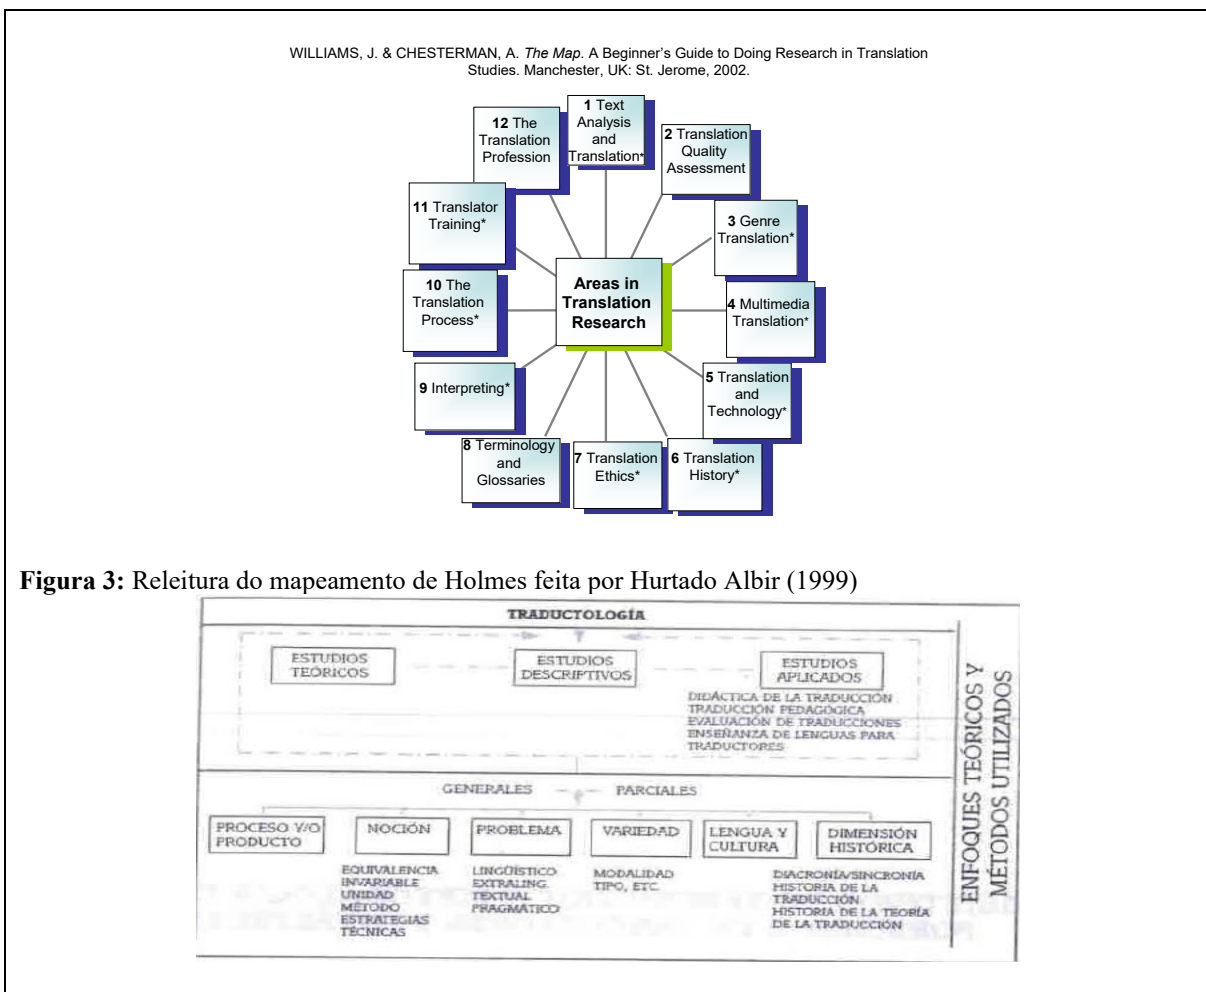 WILLIAMS, J. & CHESTERMAN, A. The Map. A Beginner's Guide to Doing Research in Translation
Studies. Manchester, UK: St. Jerome, 2002.
1 Text
Analysis
and
Translation*
2 Translation
Quality
Assessment
3 Genre
Translation*
4 Multimedia
Translation*
5 Translation
and
Technology*
6 Translation
History*
7 Translation
Ethics*
8 Terminology
and
Glossaries
9 Interpreting*
10 The
Translation
Process*
11 Translator
Training*
12 The
Translation
Profession
Areas in
Translation
Research
Figura 3: Releitura do mapeamento de Holmes feita por Hurtado Albir (1999)
TRADUCTOLOGÍA
ESTUDIOS
TEÓRICOS
ESTUDIOS
DESCRIPTIVOS
ESTUDIOS
APLICADOS
DIDÁCTICA DE LA TRADUCCIÓN
TRADUCCIÓN PEDAGÓGICA
EVALUACIÓN DE TRADUCCIONES
ENSEÑANZA DE LENGUAS PARA
TRADUCTORES
GENERALES
PARCIALES
PROCESO Y/O
PRODUCTO
NOCIÓN
EQUIVALENCIA
INVARIABLE
UNIDAD
MÉTODO
ESTRATEGIAS
TÉCNICAS
PROBLEMA
LINGÜÍSTICO
EXTRALING.
TEXTUAL
PRAGMÁTICO
VARIEDAD
MODALIDAD
TIPO, ETC.
LENGUA Y
CULTURA
DIMENSIÓN
HISTÓRICA
DIACRONÍA/SINCRONÍA
HISTORIA DE LA
TRADUCCIÓN
HISTORIA DE LA TEORÍA
DE LA TRADUCCIÓN
ENFOQUES TEÓRICOS Y
MÉTODOS UTILIZADOS